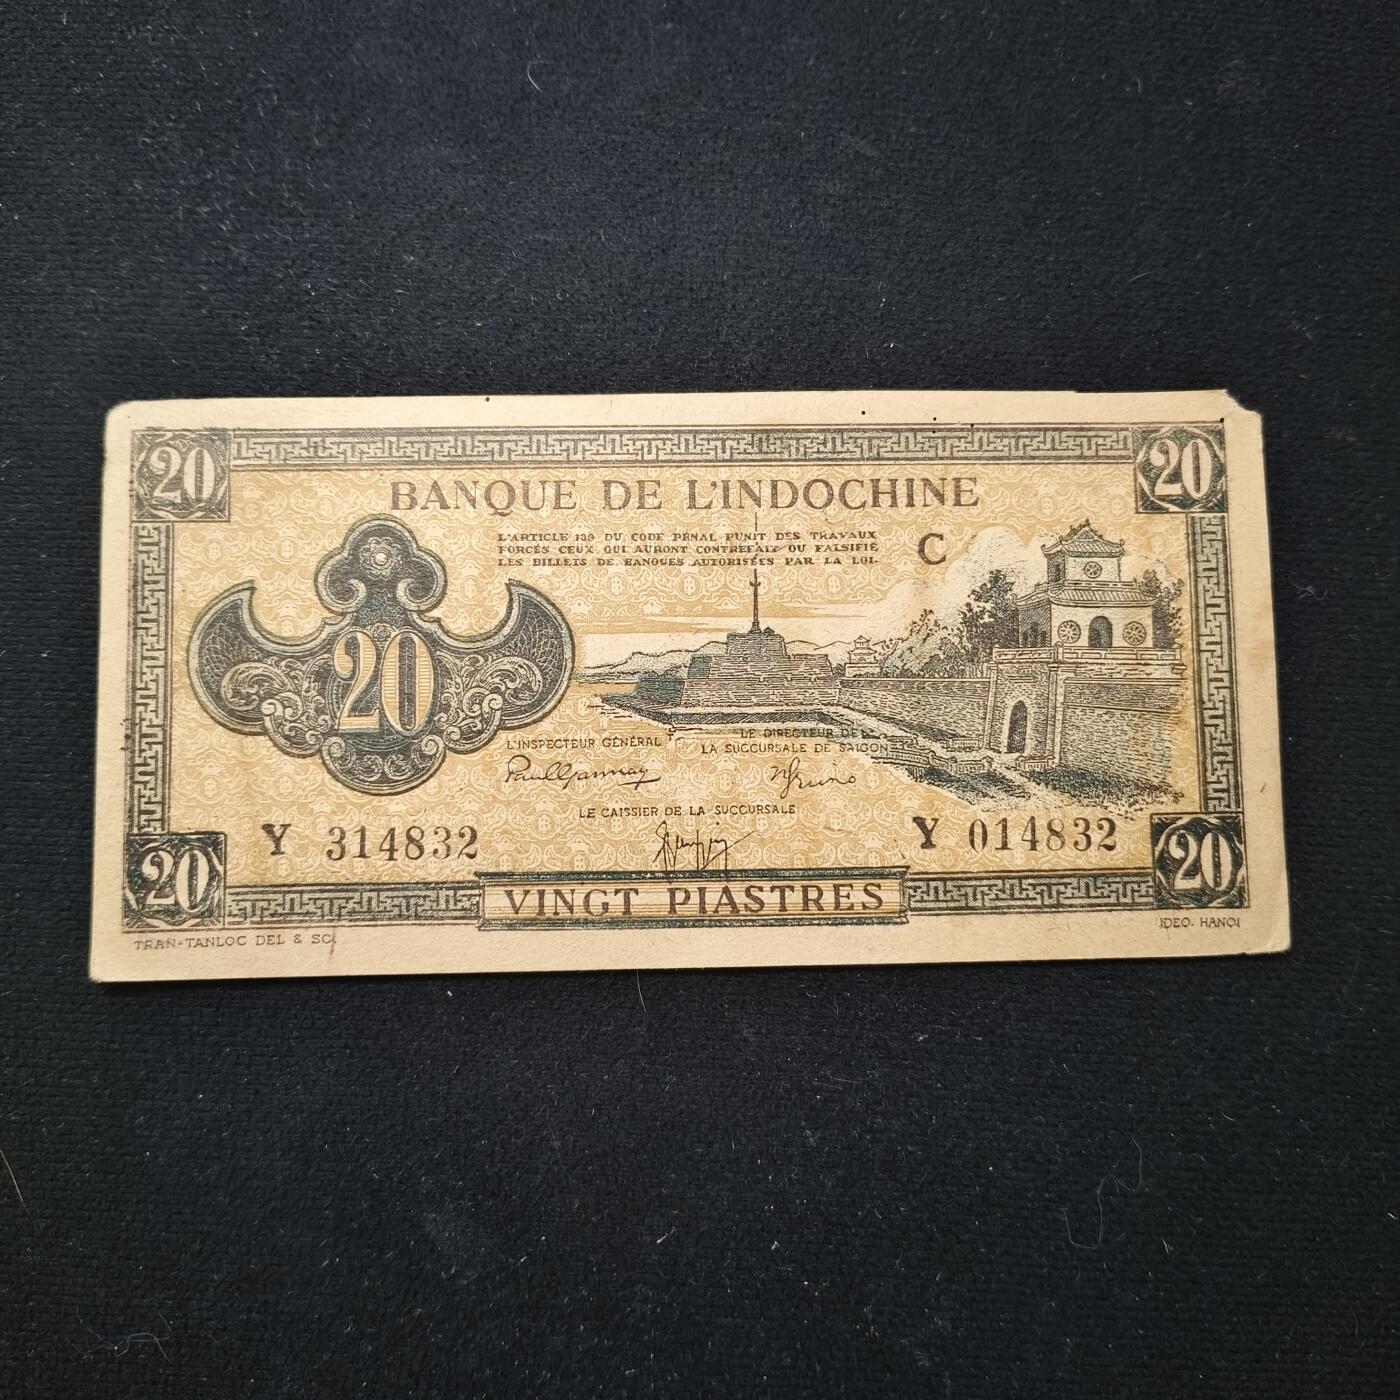 20
20
BANQUE DE L'INDOCHINE
L'ARTICLE 139 DU CODE PÉNAL PUNIT DES TRAVAUX
FORCÉS CEUX QUI AURONT CONTREFAIT OU FALSIFIÉ
LES BILLETS DE BANQUES AUTORISÉES PAR LA LOI.
C
20
L'INSPECTEUR GÉNÉRAL
LE DIRECTEUR DE
LA SUCCURSALE DE SAIGON
LE CAISSIER DE LA SUCCURSALE
Y 314832
Y 014832
20
VINGT PIASTRES
20
TRAN-TANLOC DEL & SC.
IDEO. HANOI